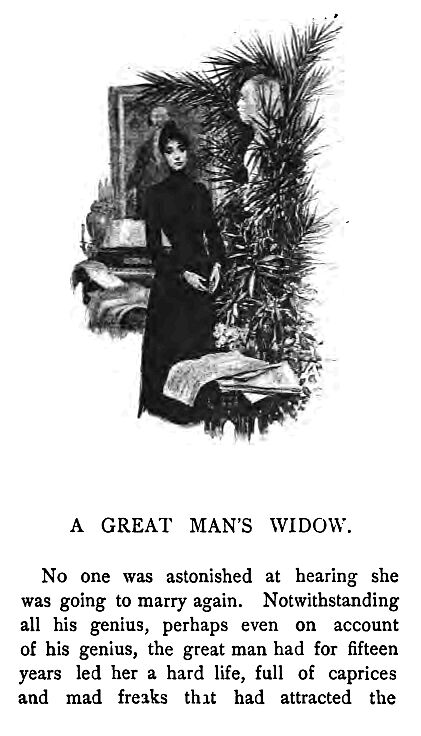 A GREAT MAN'S WIDOW.
No one was astonished at hearing she
was going to marry again. Notwithstanding
all his genius, perhaps even on account
of his genius, the great man had for fifteen
years led her a hard life, full of caprices
and mad freaks that had attracted the